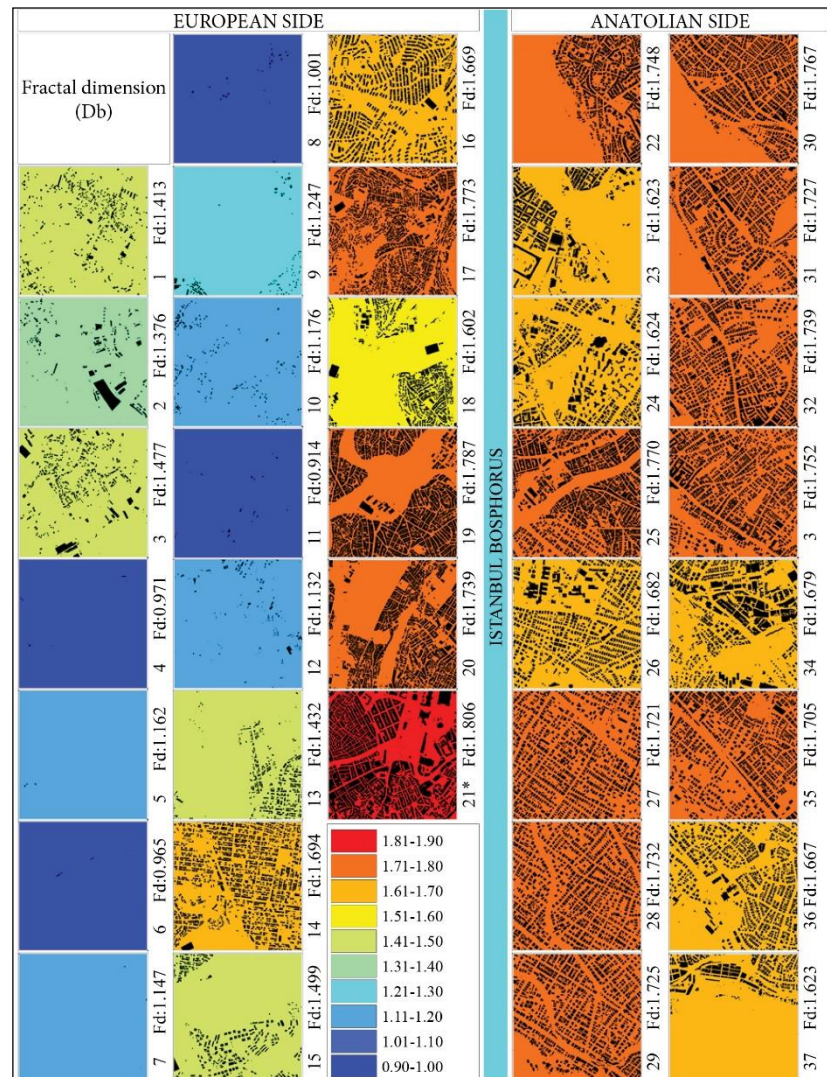 EUROPEAN SIDE
Fractal dimension
(Db)
1 Fd:1.413
2 Fd:1.376
3 Fd:1.477
4 Fd:0.971
5 Fd:1.162
6 Fd:0.965
7 Fd:1.147
8 Fd:1.001
9 Fd:1.247
10 Fd:1.176
11 Fd:0.914
12 Fd:1.132
13 Fd:1.432
14 Fd:1.694
15 Fd:1.499
16 Fd:1.669
17 Fd:1.773
18 Fd:1.602
19 Fd:1.787
20 Fd:1.739
21* Fd:1.806
1.81-1.90
1.71-1.80
1.61-1.70
1.51-1.60
1.41-1.50
1.31-1.40
1.21-1.30
1.11-1.20
1.01-1.10
0.90-1.00
ISTANBUL BOSPHORUS
ANATOLIAN SIDE
22 Fd:1.748
23 Fd:1.623
24 Fd:1.624
25 Fd:1.770
26 Fd:1.682
27 Fd:1.721
28 Fd:1.732
29 Fd:1.725
30 Fd:1.767
31 Fd:1.727
32 Fd:1.739
3 Fd:1.752
34 Fd:1.679
35 Fd:1.705
36 Fd:1.667
37 Fd:1.623